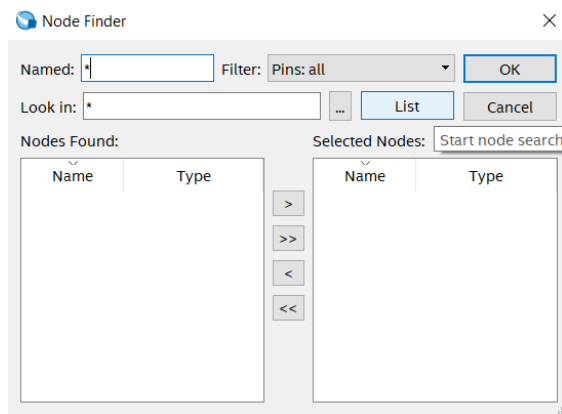 Node Finder
Named: * Filter: Pins: all OK
Look in: * ... List Cancel
Nodes Found: Selected Nodes: Start node search
Name Type Name Type
>
>>
<
<<